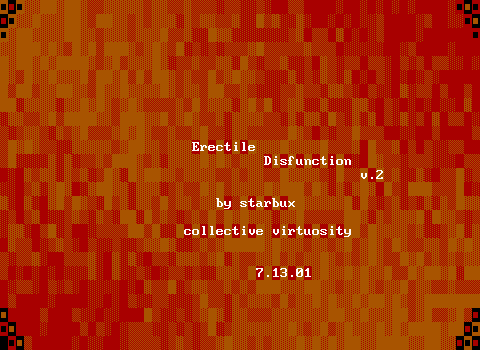 Erectile
Disfunction
v.2
by starbux
collective virtuosity
7.13.01